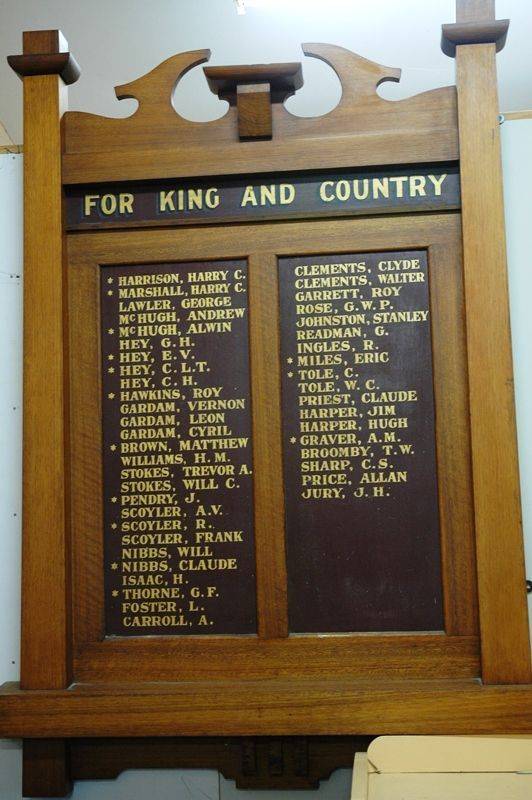 FOR KING AND COUNTRY
* HARRISON, HARRY C.
* MARSHALL, HARRY C.
LAWLER, GEORGE
McHUGH, ANDREW
* McHUGH, ALWIN
HEY, G.H.
* HEY, E.V.
* HEY, C.L.T.
HEY, C.H.
* HAWKINS, ROY
GARDAM, VERNON
GARDAM, LEON
GARDAM, CYRIL
* BROWN, MATTHEW
WILLIAMS, H.M.
STOKES, TREVOR A.
STOKES, WILL C.
* PENDRY, J.
SCOYLER, A.V.
* SCOYLER, R.
SCOYLER, FRANK
NIBBS, WILL
* NIBBS, CLAUDE
ISAAC, H.
* THORNE, G.F.
FOSTER, L.
CARROLL, A.
CLEMENTS, CLYDE
CLEMENTS, WALTER
GARRETT, ROY
ROSE, G.W.P.
JOHNSTON, STANLEY
READMAN, G.
INGLES, R.
* MILES, ERIC
* TOLE, C.
TOLE, W.C.
PRIEST, CLAUDE
HARPER, JIM
HARPER, HUGH
* GRAVER, A.M.
BROOMBY, T.W.
SHARP, C.S.
PRICE, ALLAN
JURY, J.H.